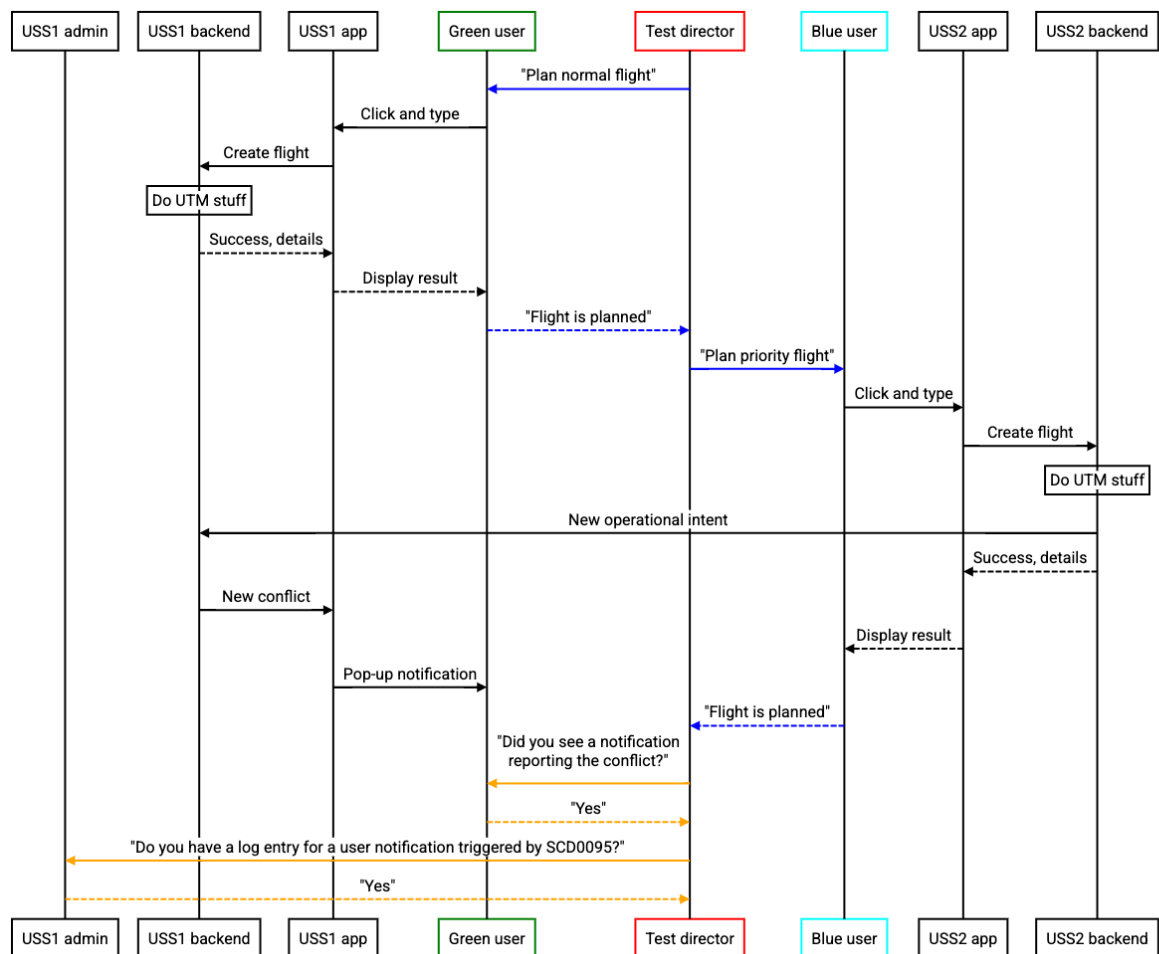 USS1 admin
USS1 backend
USS1 app
Green user
Test director
Blue user
USS2 app
USS2 backend
"Plan normal flight"
Click and type
Create flight
Do UTM stuff
Success, details
Display result
"Flight is planned"
"Plan priority flight"
Click and type
Create flight
Do UTM stuff
New operational intent
Success, details
New conflict
Display result
Pop-up notification
"Flight is planned"
"Did you see a notification
reporting the conflict?"
"Yes"
"Do you have a log entry for a user notification triggered by SCD0095?"
"Yes"
USS1 admin
USS1 backend
USS1 app
Green user
Test director
Blue user
USS2 app
USS2 backend